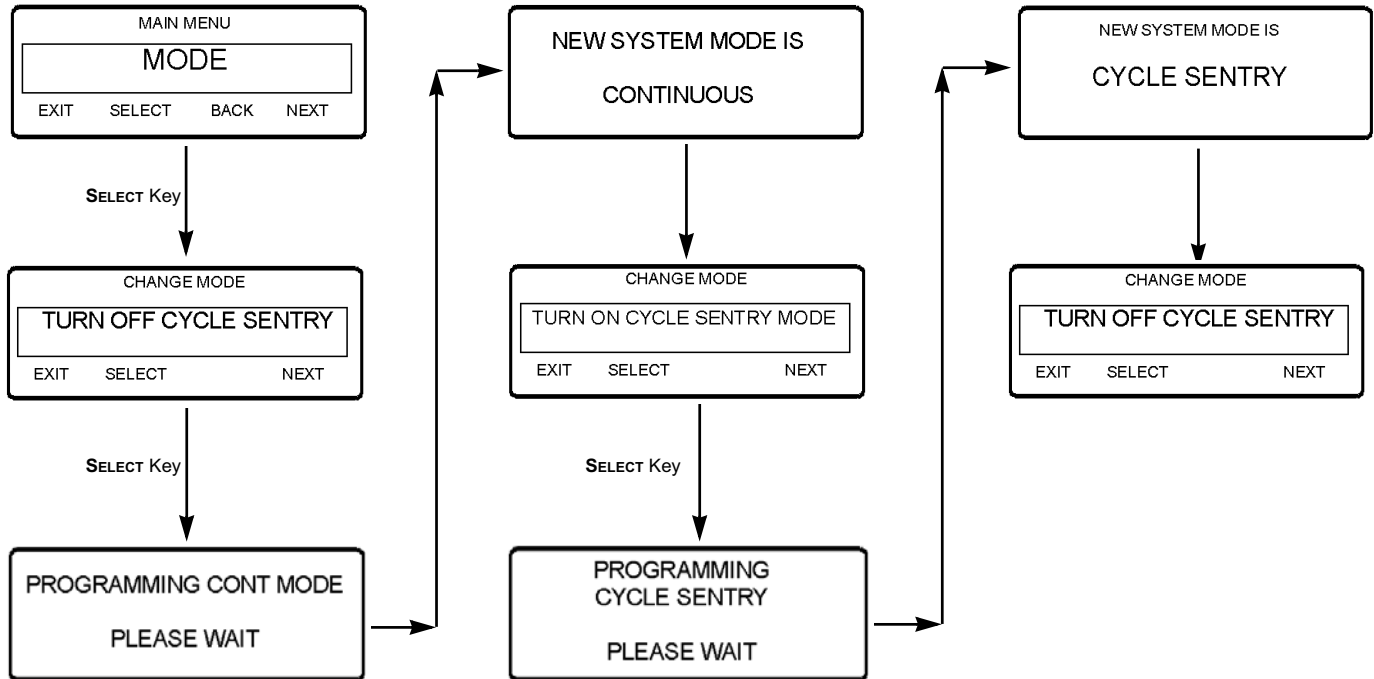 MAIN MENU
MODE
EXIT SELECT BACK NEXT
SELECT Key
CHANGE MODE
TURN OFF CYCLE SENTRY
EXIT SELECT NEXT
SELECT Key
PROGRAMMING CONT MODE
PLEASE WAIT
NEW SYSTEM MODE IS
CONTINUOUS
CHANGE MODE
TURN ON CYCLE SENTRY MODE
EXIT SELECT NEXT
SELECT Key
PROGRAMMING
CYCLE SENTRY
PLEASE WAIT
NEW SYSTEM MODE IS
CYCLE SENTRY
CHANGE MODE
TURN OFF CYCLE SENTRY
EXIT SELECT NEXT